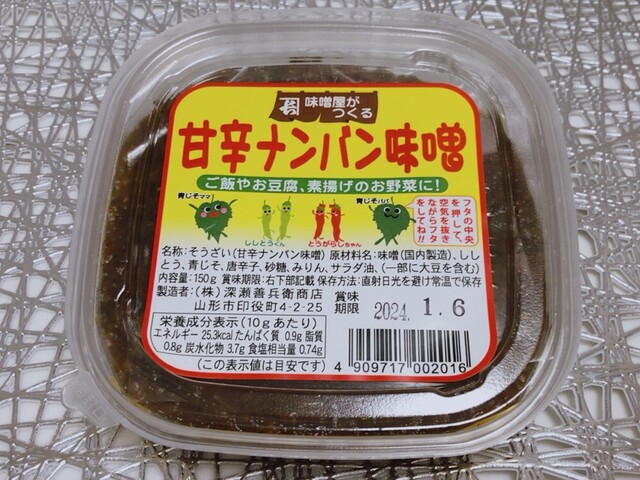 味噌屋が
つくる
甘辛ナンバン味噌
ご飯やお豆腐、素揚げのお野菜に!
青じそママ
ししとうくん
とうがらしちゃん
青じそパパ
フタの中央
を押して、
空気を抜き
ながらフタ
をしてね!!
名称:そうざい(甘辛ナンバン味噌) 原材料名:味噌(国内製造)、しし
とう、青じそ、唐辛子、砂糖、みりん、サラダ油、(一部に大豆を含む)
内容量:150g 賞味期限:右下部記載 保存方法:直射日光を避け常温で保存
製造者:(株)深瀬善兵衛商店
山形市印役町4-2-25
賞味
期限
2024. 1. 6
栄養成分表示(10gあたり)
エネルギー 25.3kcal たんぱく質 0.9g 脂質
0.8g 炭水化物 3.7g 食塩相当量 0.74g
(この表示値は目安です)
4 909717 002016